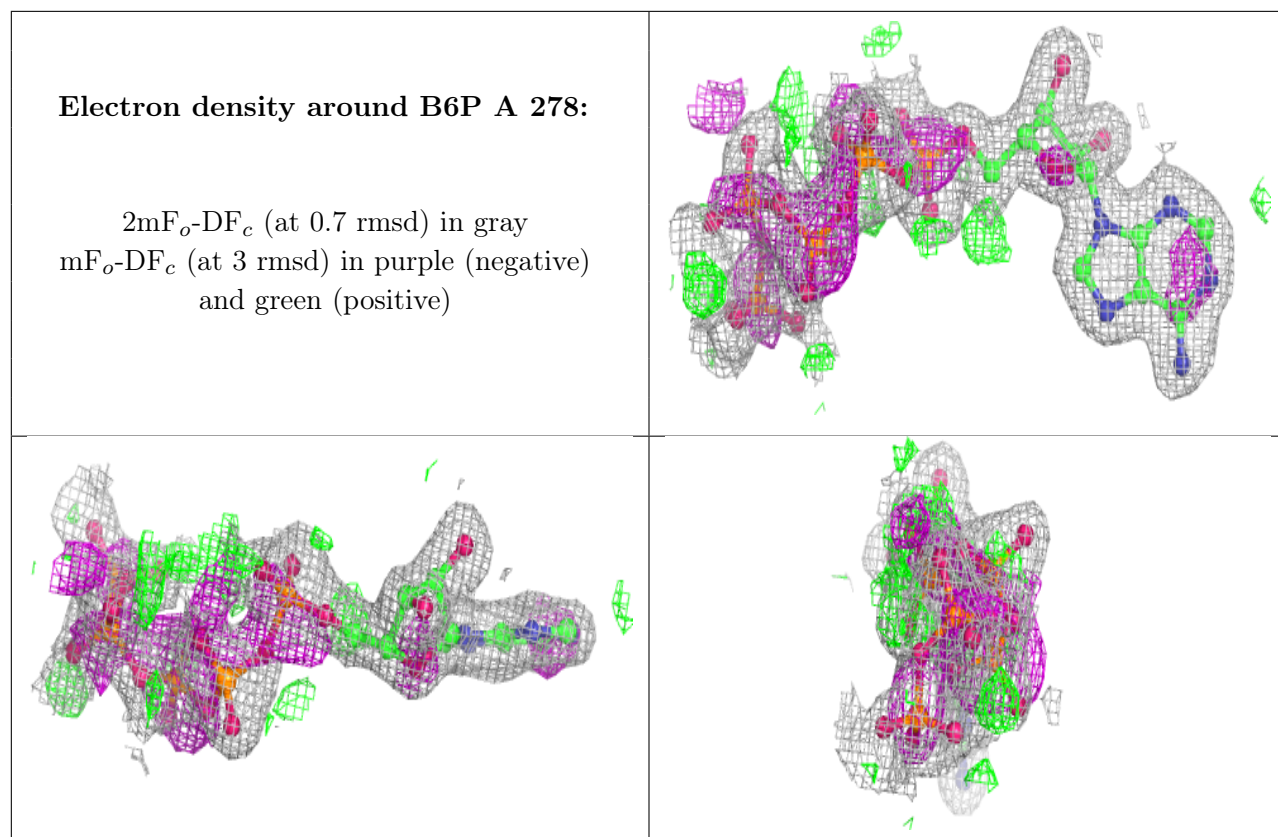 Electron density around B6P A 278:
2mFo-DFc (at 0.7 rmsd) in gray
mFo-DFc (at 3 rmsd) in purple (negative)
and green (positive)